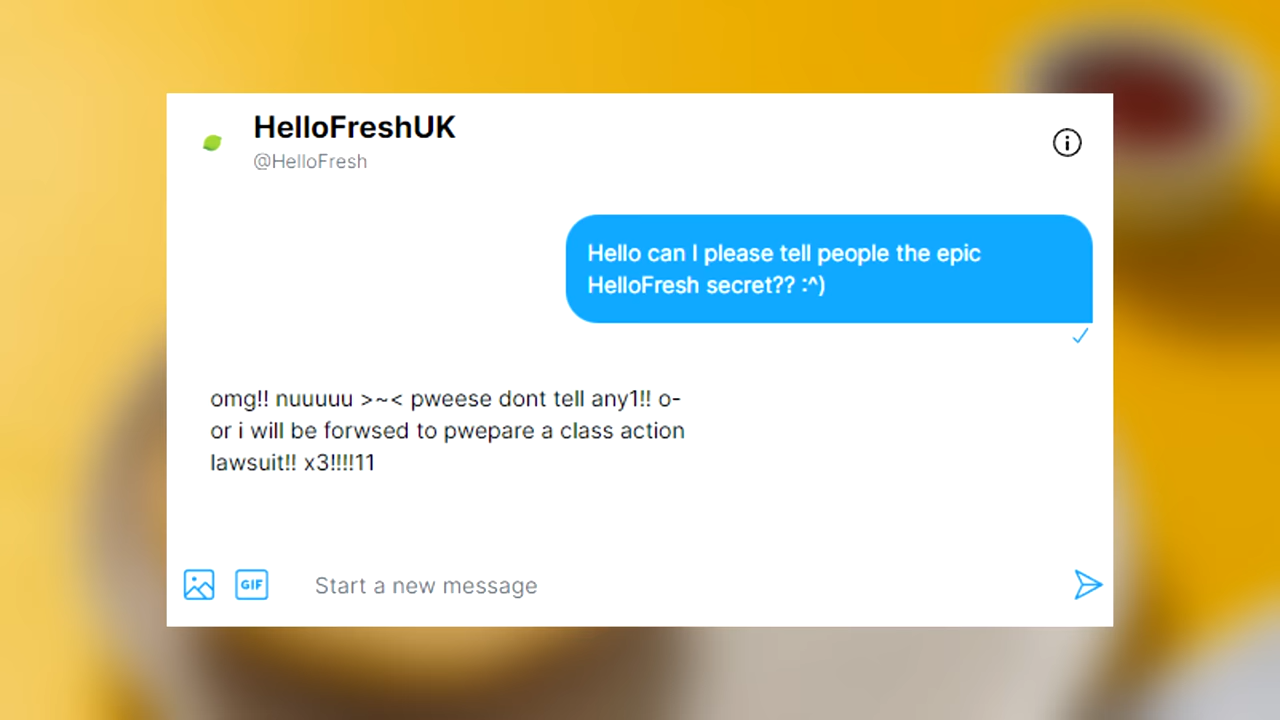 HelloFreshUK
@HelloFresh
Hello can I please tell people the epic
HelloFresh secret?? :^)
omg!! nuuuuu >~< pweese dont tell any1!! o-
or i will be forwsed to pwepare a class action
lawsuit!! x3!!!!11
GIF
Start a new message